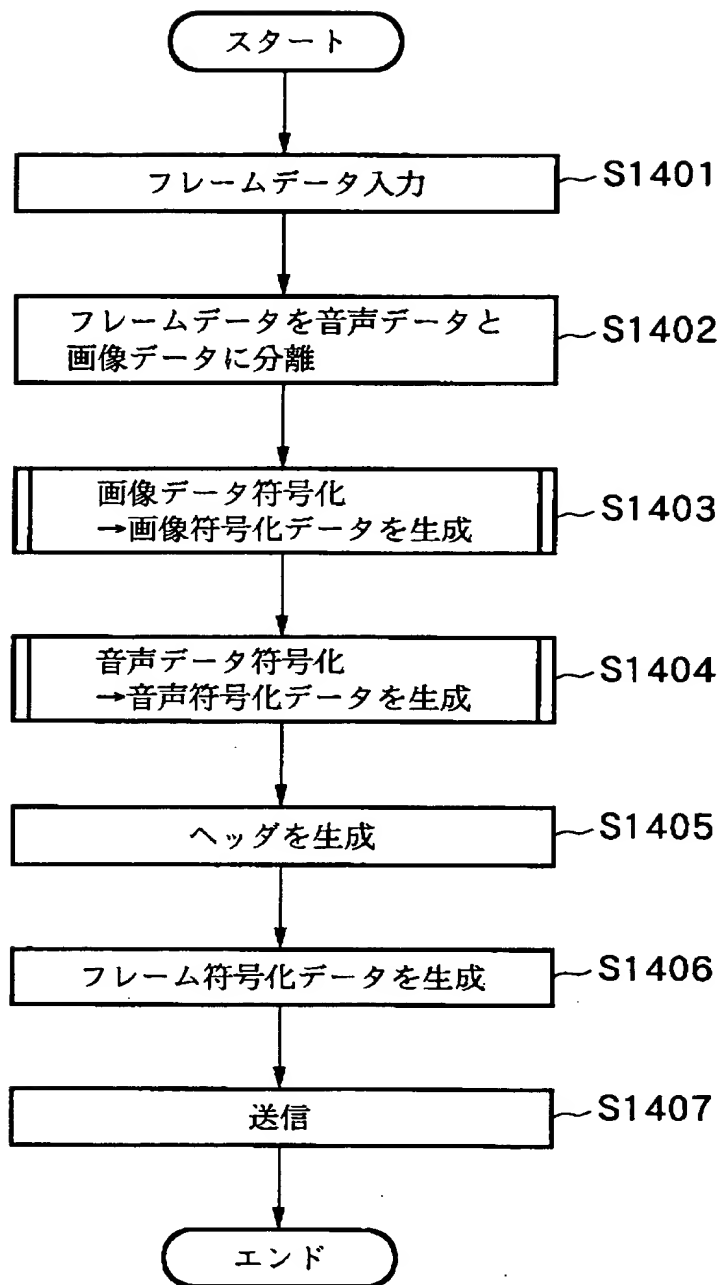 スタート
フレームデータ入力
S1401
フレームデータを音声データと
画像データに分離
S1402
画像データ符号化
→画像符号化データを生成
S1403
音声データ符号化
→音声符号化データを生成
S1404
ヘッダを生成
S1405
フレーム符号化データを生成
S1406
送信
S1407
エンド